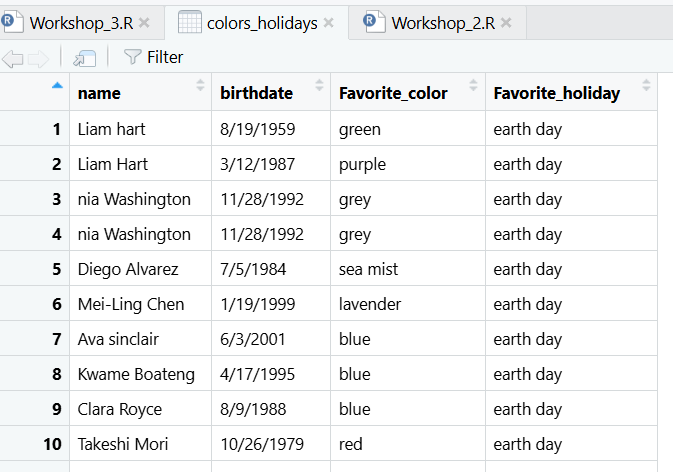 Workshop_3.R colors_holidays Workshop_2.R
Filter
name birthdate Favorite_color Favorite_holiday
1 Liam hart 8/19/1959 green earth day
2 Liam Hart 3/12/1987 purple earth day
3 nia Washington 11/28/1992 grey earth day
4 nia Washington 11/28/1992 grey earth day
5 Diego Alvarez 7/5/1984 sea mist earth day
6 Mei-Ling Chen 1/19/1999 lavender earth day
7 Ava sinclair 6/3/2001 blue earth day
8 Kwame Boateng 4/17/1995 blue earth day
9 Clara Royce 8/9/1988 blue earth day
10 Takeshi Mori 10/26/1979 red earth day